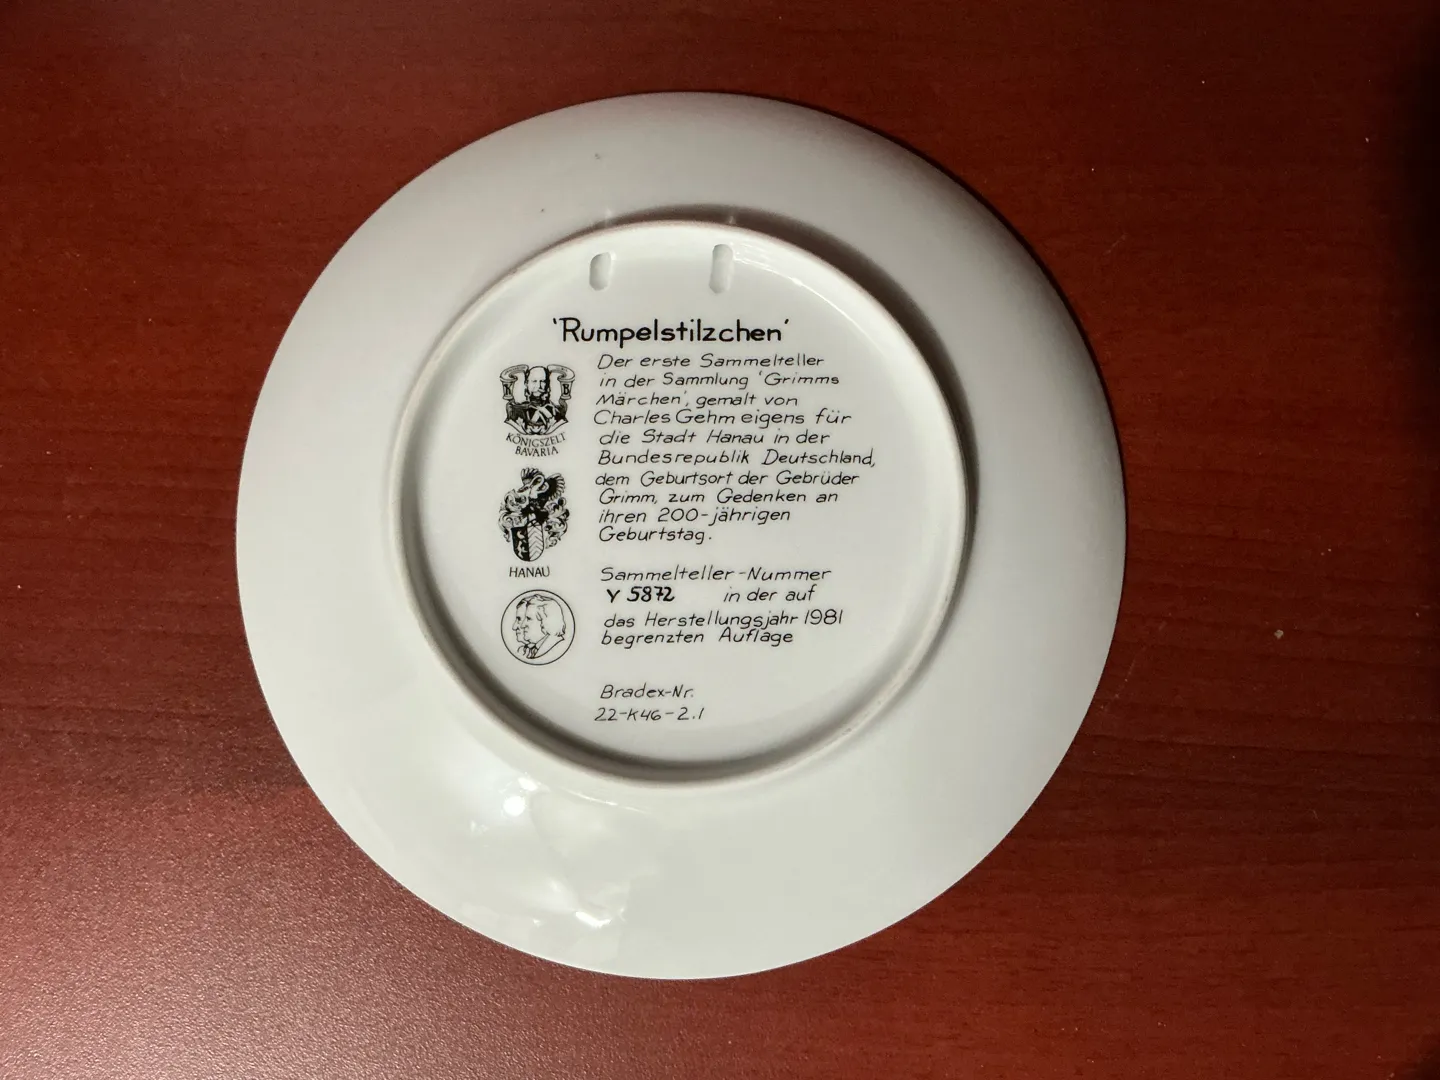 'Rumpelstilzchen'
Der erste Sammelteller
in der Sammlung 'Grimms
Märchen', gemalt von
Charles Gehm eigens für
die Stadt Hanau in der
Bundesrepublik Deutschland,
dem Geburtsort der Gebrüder
Grimm, zum Gedenken an
ihren 200-jährigen
Geburtstag.
K B
KÖNIGSZELT
BAVARIA
HANAU
Sammelteller-Nummer
Y 5872 in der auf
das Herstellungsjahr 1981
begrenzten Auflage
Bradex-Nr.
22-K46-2.1